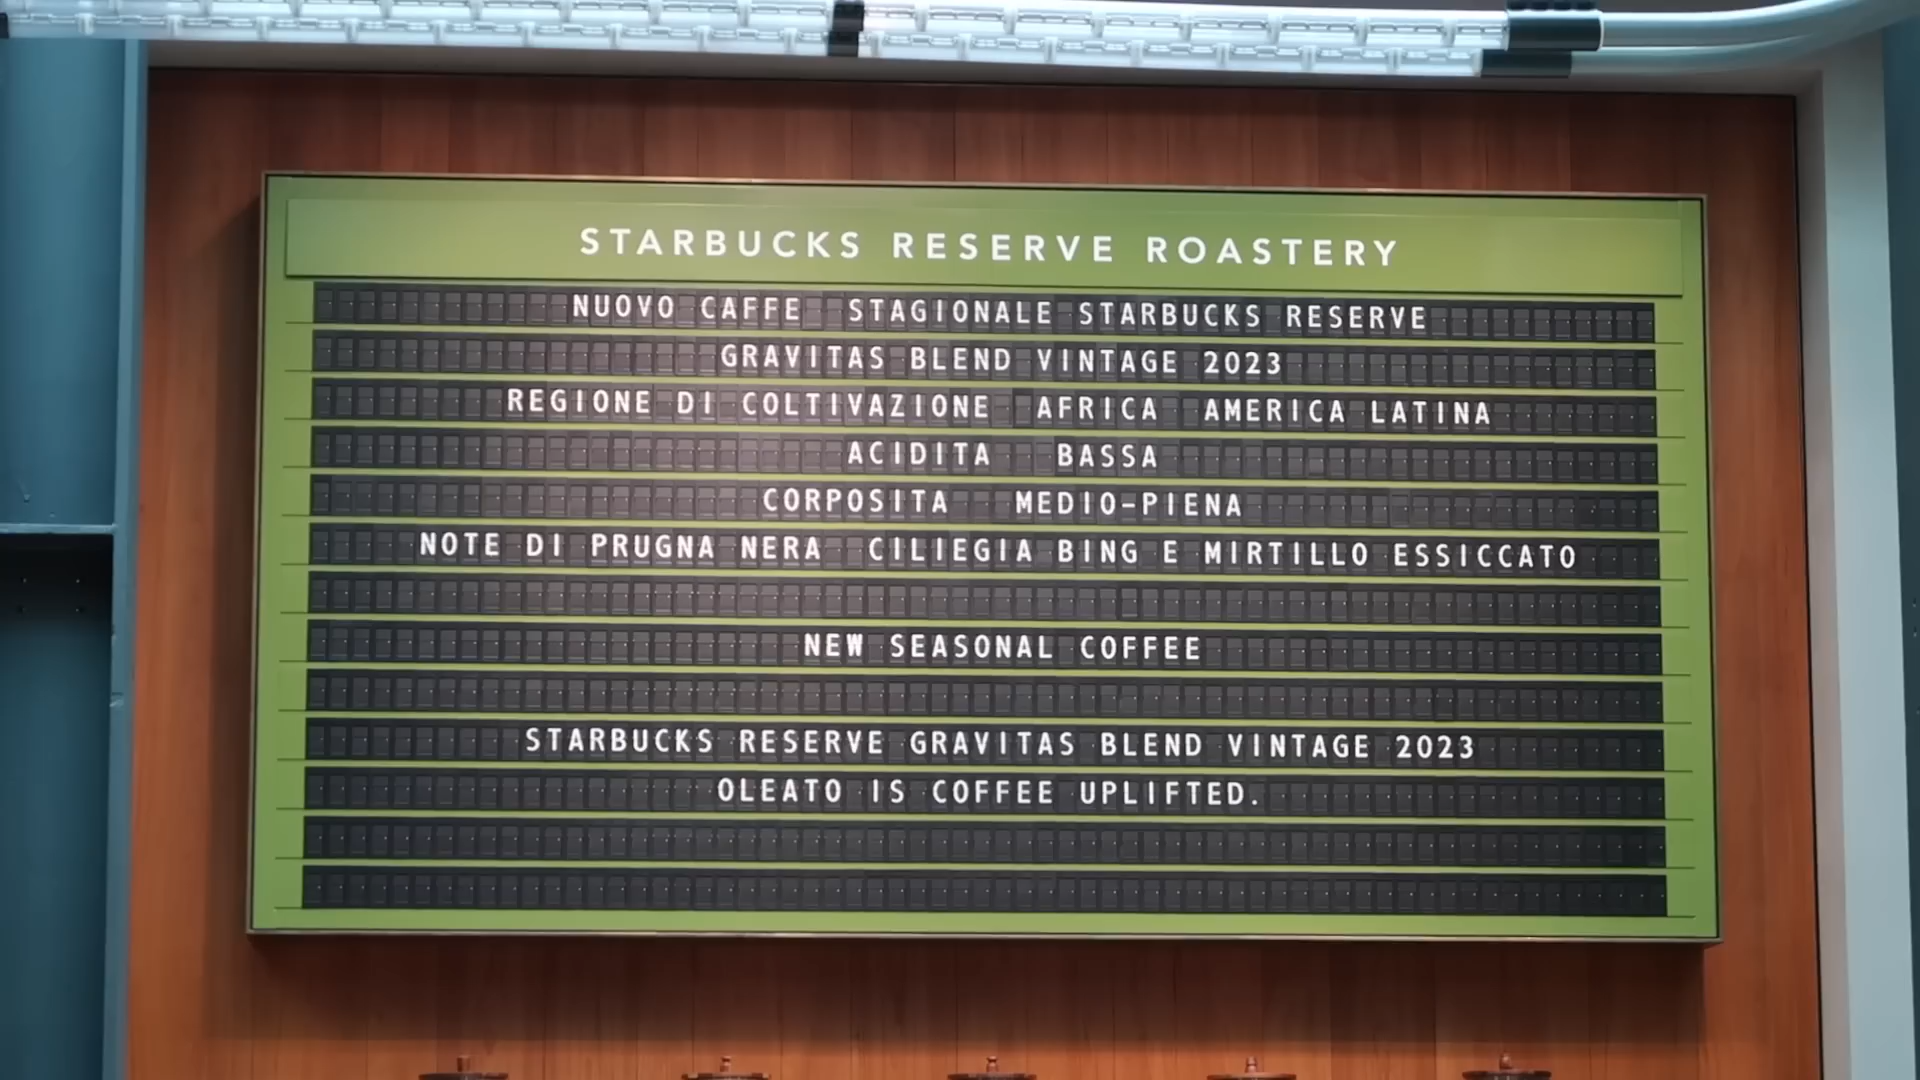 STARBUCKS RESERVE ROASTERY
NUOVO CAFFE STAGIONALE STARBUCKS RESERVE
GRAVITAS BLEND VINTAGE 2023
REGIONE DI COLTIVAZIONE AFRICA AMERICA LATINA
ACIDITA BASSA
CORPOSITA MEDIO-PIENA
NOTE DI PRUGNA NERA CILIEGIA BING E MIRTILLO ESSICCATO
NEW SEASONAL COFFEE
STARBUCKS RESERVE GRAVITAS BLEND VINTAGE 2023
OLEATO IS COFFEE UPLIFTED.